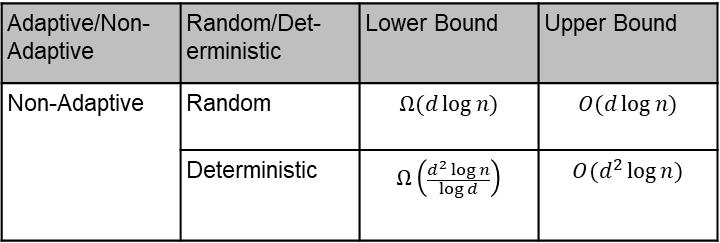 Adaptive/Non-
Adaptive
Random/Det-
erministic
Lower Bound
Upper Bound
Non-Adaptive
Random
Ω(d log n)
O(d log n)
Deterministic
Ω(d² log n / log d)
O(d² log n)